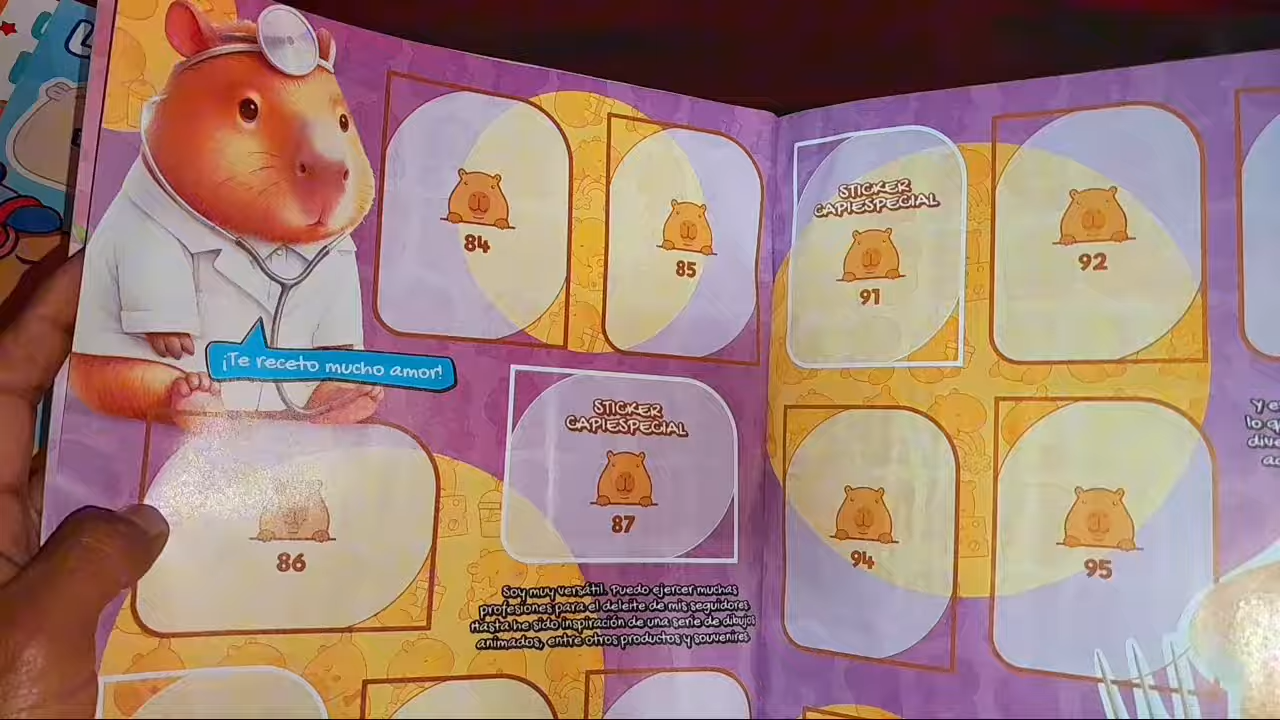 84
85
¡Te receto mucho amor!
86
STICKER
CAPIESPECIAL
87
Soy muy versátil. Puedo ejercer muchas
profesiones para el deleite de mis seguidores
Hasta he sido inspiración de una serie de dibujos
animados, entre otros productos y souvenires
STICKER
CAPIESPECIAL
91
92
94
95